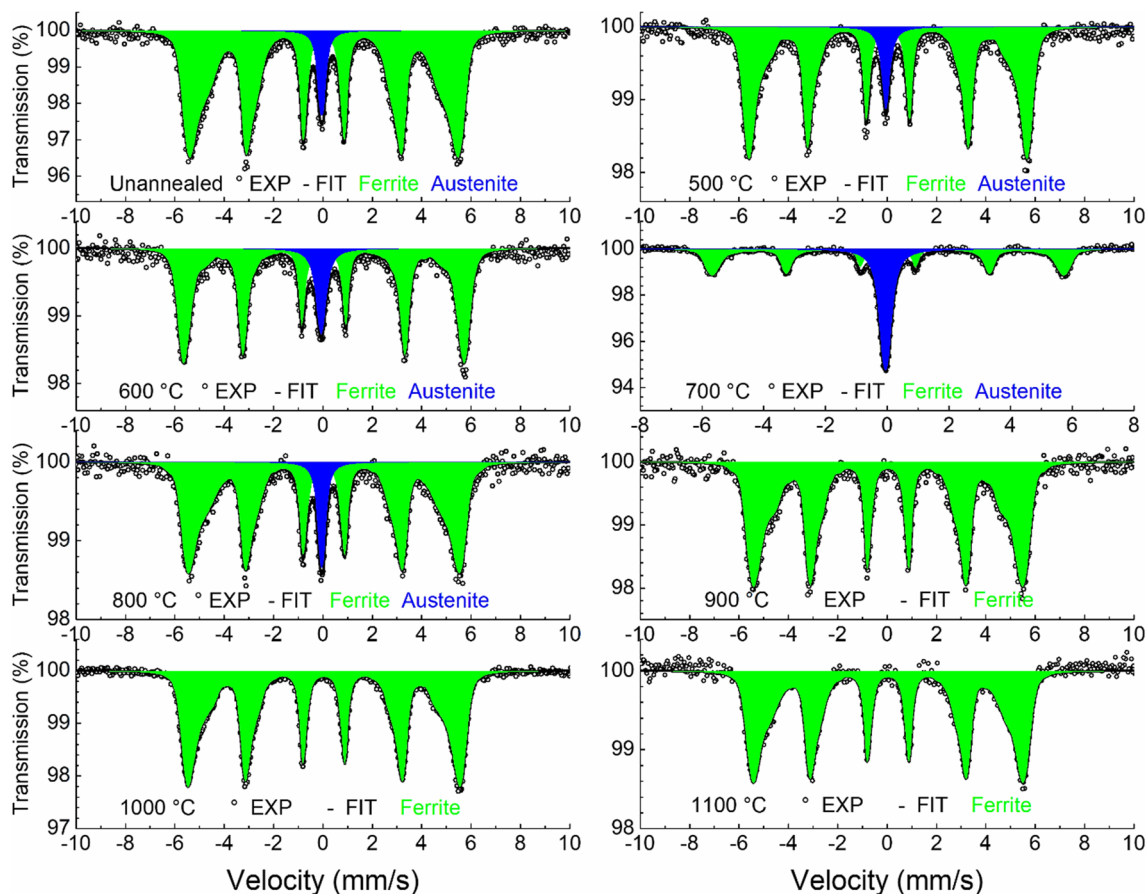 Transmission (%)
100
99
98
97
96
Unannealed ° EXP - FIT Ferrite Austenite
-10 -8 -6 -4 -2 0 2 4 6 8 10
100
99
98
500 °C ° EXP - FIT Ferrite Austenite
-10 -8 -6 -4 -2 0 2 4 6 8 10
Transmission (%)
100
99
98
600 °C ° EXP - FIT Ferrite Austenite
-10 -8 -6 -4 -2 0 2 4 6 8 10
100
98
96
94
700 °C ° EXP - FIT Ferrite Austenite
-8 -6 -4 -2 0 2 4 6 8
Transmission (%)
100
99
98
800 °C ° EXP - FIT Ferrite Austenite
-10 -8 -6 -4 -2 0 2 4 6 8 10
100
99
98
900 °C EXP - FIT Ferrite
-10 -8 -6 -4 -2 0 2 4 6 8 10
Transmission (%)
100
99
98
97
1000 °C ° EXP - FIT Ferrite
-10 -8 -6 -4 -2 0 2 4 6 8 10
Velocity (mm/s)
100
99
98
1100 °C ° EXP - FIT Ferrite
-10 -8 -6 -4 -2 0 2 4 6 8 10
Velocity (mm/s)